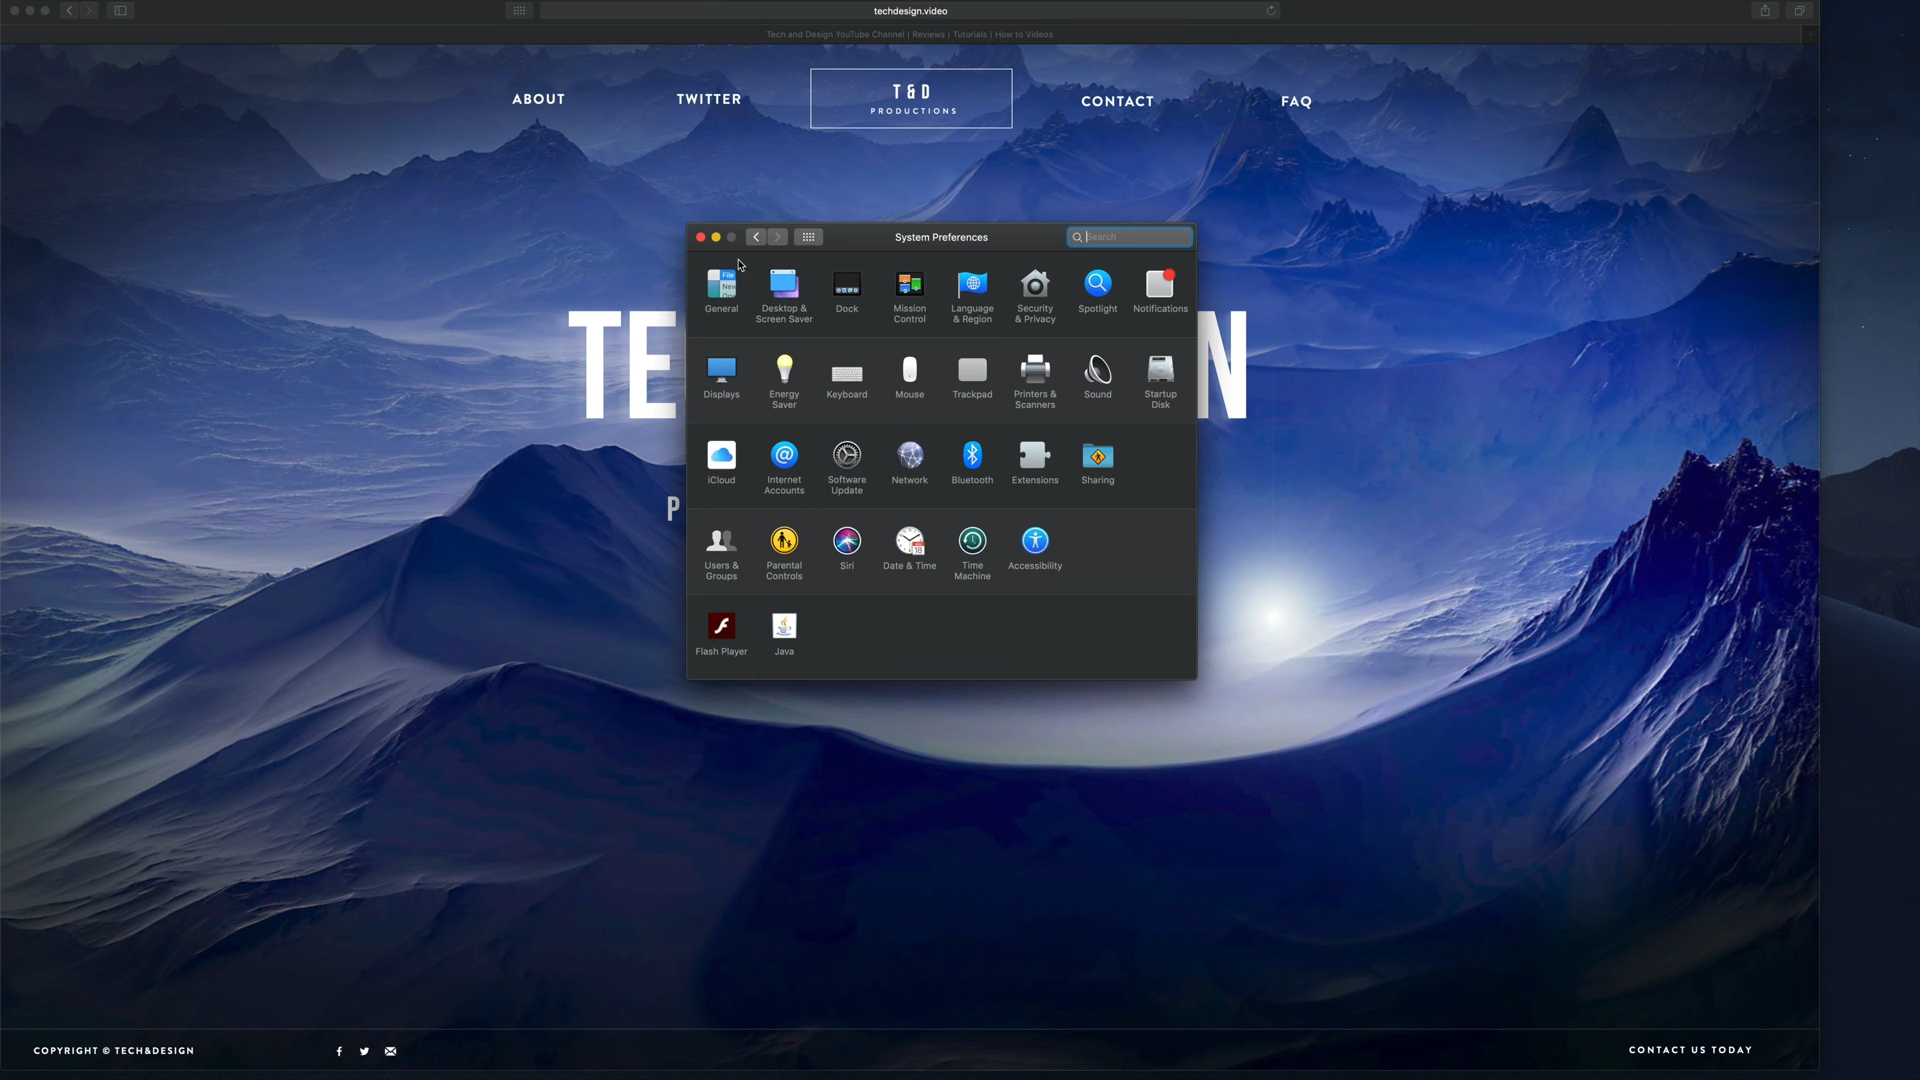 techdesign.video
Tech and Design YouTube Channel | Reviews | Tutorials | How to Videos
ABOUT
TWITTER
T & D
PRODUCTIONS
CONTACT
FAQ
System Preferences
Search
File
New
General
Desktop &
Screen Saver
Dock
Mission
Control
Language
& Region
Security
& Privacy
Spotlight
Notifications
TE
N
Displays
Energy
Saver
Keyboard
Mouse
Trackpad
Printers &
Scanners
Sound
Startup
Disk
iCloud
Internet
Accounts
Software
Update
Network
Bluetooth
Extensions
Sharing
P
Users &
Groups
Parental
Controls
Siri
18
Date & Time
Time
Machine
Accessibility
Flash Player
Java
COPYRIGHT © TECH&DESIGN
CONTACT US TODAY